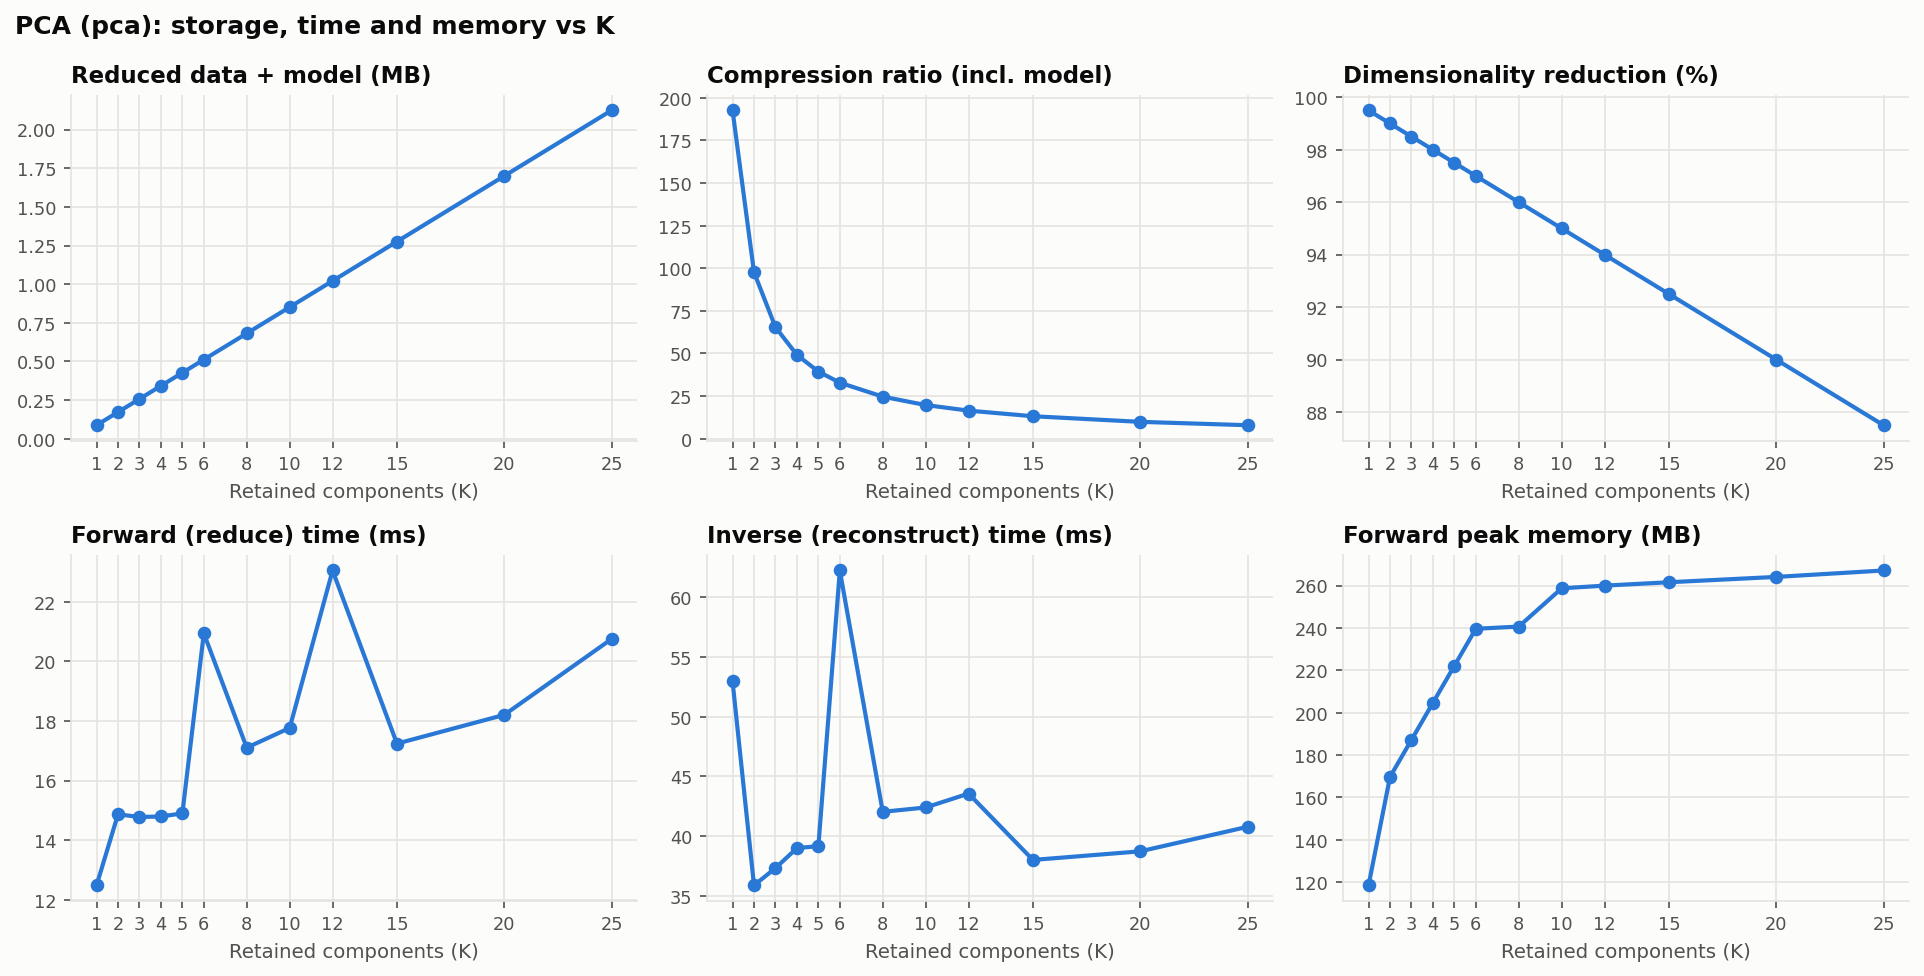 PCA (pca): storage, time and memory vs K
Reduced data + model (MB)
2.00
1.75
1.50
1.25
1.00
0.75
0.50
0.25
0.00
1 2 3 4 5 6 8 10 12 15 20 25
Retained components (K)
Compression ratio (incl. model)
200
175
150
125
100
75
50
25
0
1 2 3 4 5 6 8 10 12 15 20 25
Retained components (K)
Dimensionality reduction (%)
100
98
96
94
92
90
88
1 2 3 4 5 6 8 10 12 15 20 25
Retained components (K)
Forward (reduce) time (ms)
22
20
18
16
14
12
1 2 3 4 5 6 8 10 12 15 20 25
Retained components (K)
Inverse (reconstruct) time (ms)
60
55
50
45
40
35
1 2 3 4 5 6 8 10 12 15 20 25
Retained components (K)
Forward peak memory (MB)
260
240
220
200
180
160
140
120
1 2 3 4 5 6 8 10 12 15 20 25
Retained components (K)